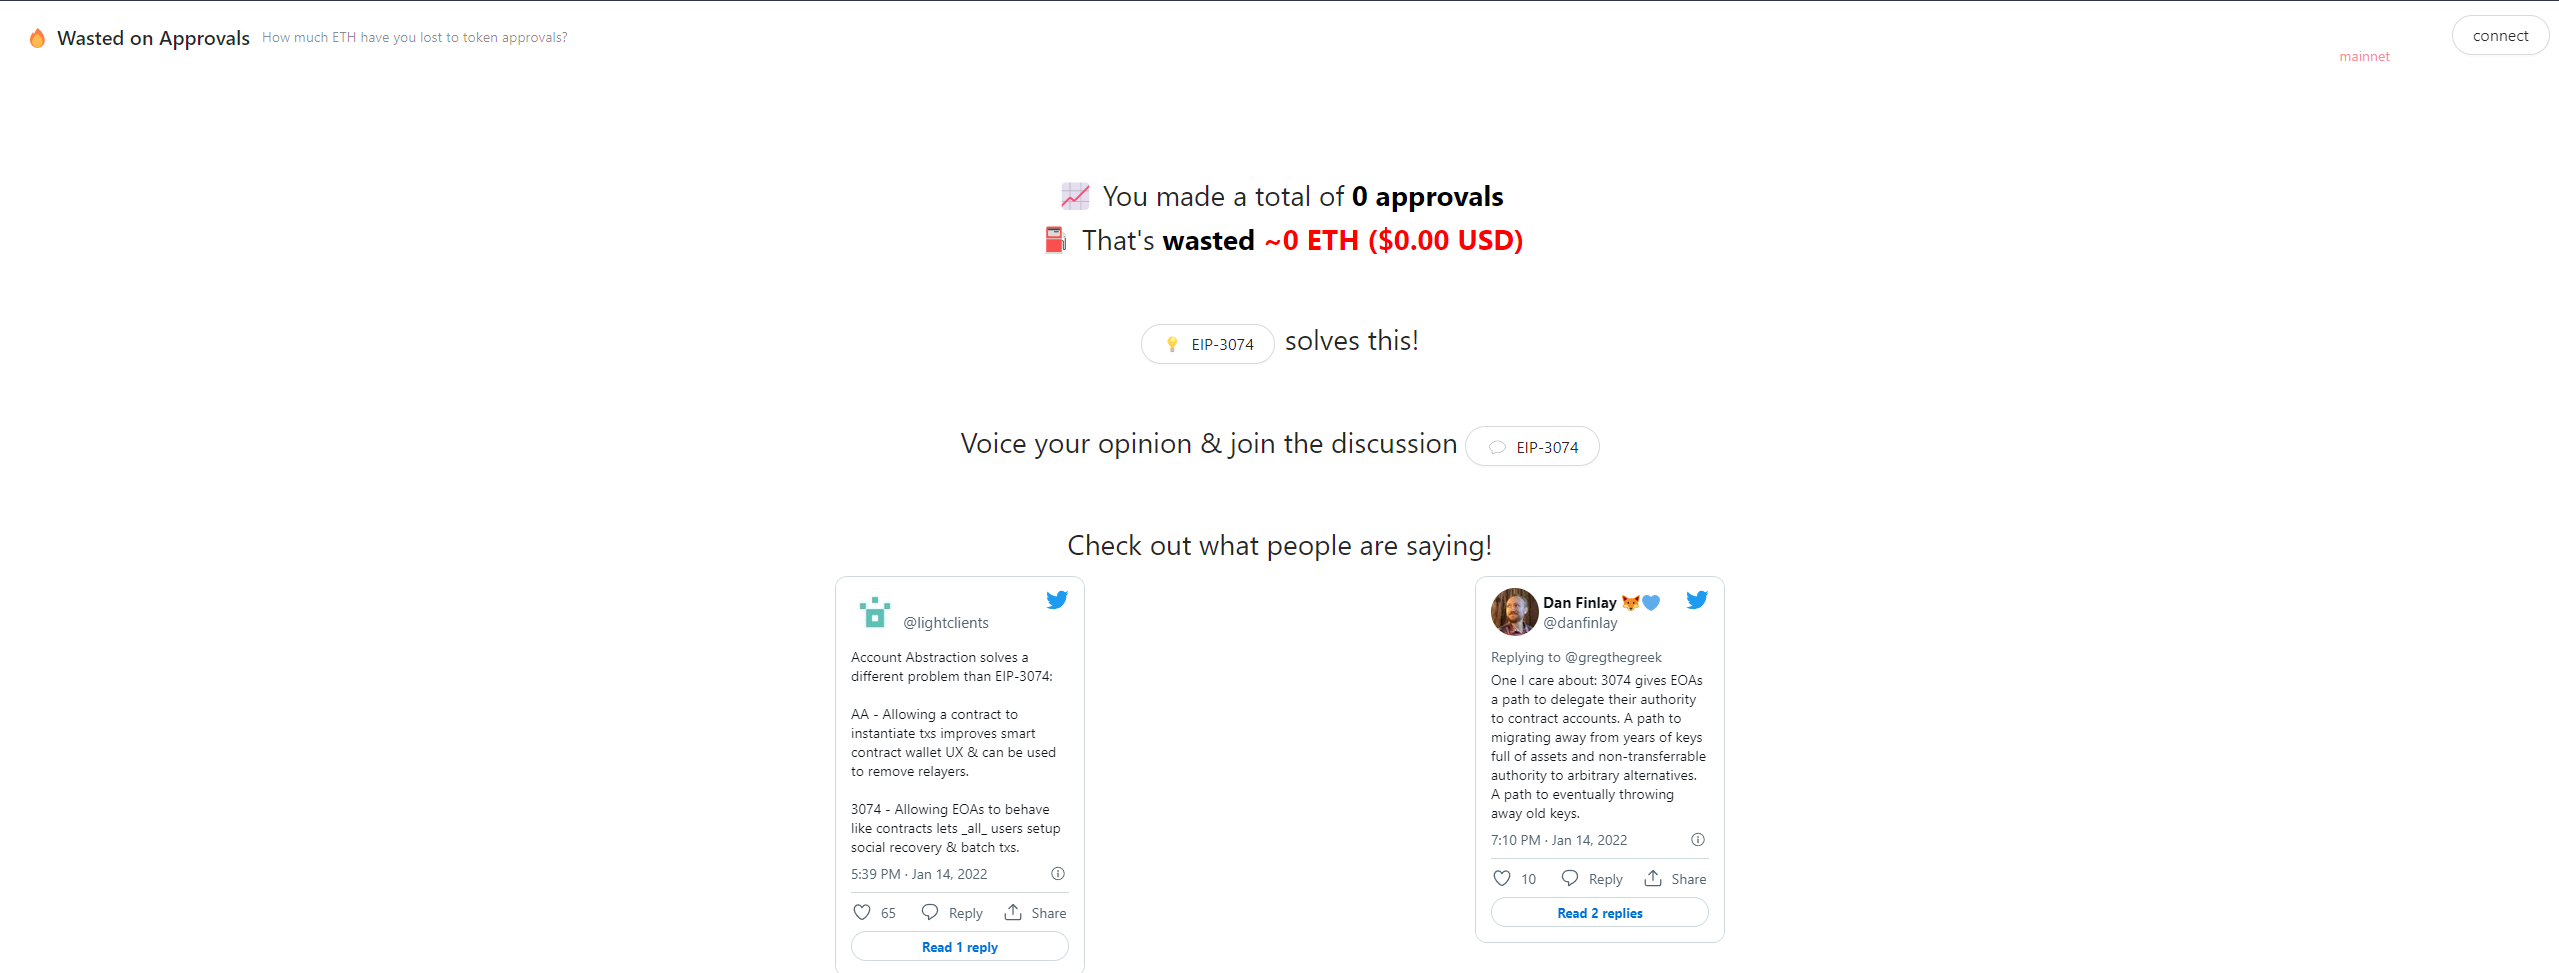 🔥 Wasted on Approvals How much ETH have you lost to token approvals?
connect
mainnet
📈 You made a total of 0 approvals
⛽ That's wasted ~0 ETH ($0.00 USD)
💡 EIP-3074 solves this!
Voice your opinion & join the discussion 💬 EIP-3074
Check out what people are saying!
@lightclients
Account Abstraction solves a
different problem than EIP-3074:
AA - Allowing a contract to
instantiate txs improves smart
contract wallet UX & can be used
to remove relayers.
3074 - Allowing EOAs to behave
like contracts lets _all_ users setup
social recovery & batch txs.
5:39 PM · Jan 14, 2022
65 Reply Share
Read 1 reply
Dan Finlay 🦊💙
@danfinlay
Replying to @gregthegreek
One I care about: 3074 gives EOAs
a path to delegate their authority
to contract accounts. A path to
migrating away from years of keys
full of assets and non-transferrable
authority to arbitrary alternatives.
A path to eventually throwing
away old keys.
7:10 PM · Jan 14, 2022
10 Reply Share
Read 2 replies